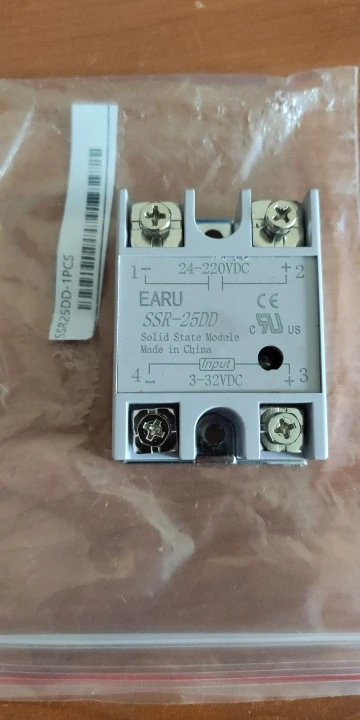 SSR25DD-1PCS
1 - 24-220VDC + 2
EARU
CE
SSR-25DD
C RU US
Solid State Module
Made in China
Input
4 - 3-32VDC + 3